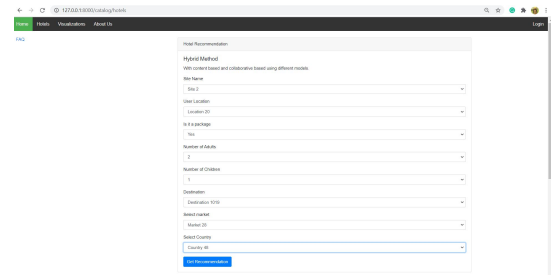 127.0.0.1:8000/catalog/hotels
Home Hotels Visualizations About Us Login
FAQ
Hotel Recommendation
Hybrid Method
With content based and collaborative based using different models
Site Name
Site 2
User Location
Location 20
Is it a package
Yes
Number of Adults
2
Number of Children
1
Destination
Destination 1016
Select market
Market 28
Select Country
Country 48
Get Recommendation